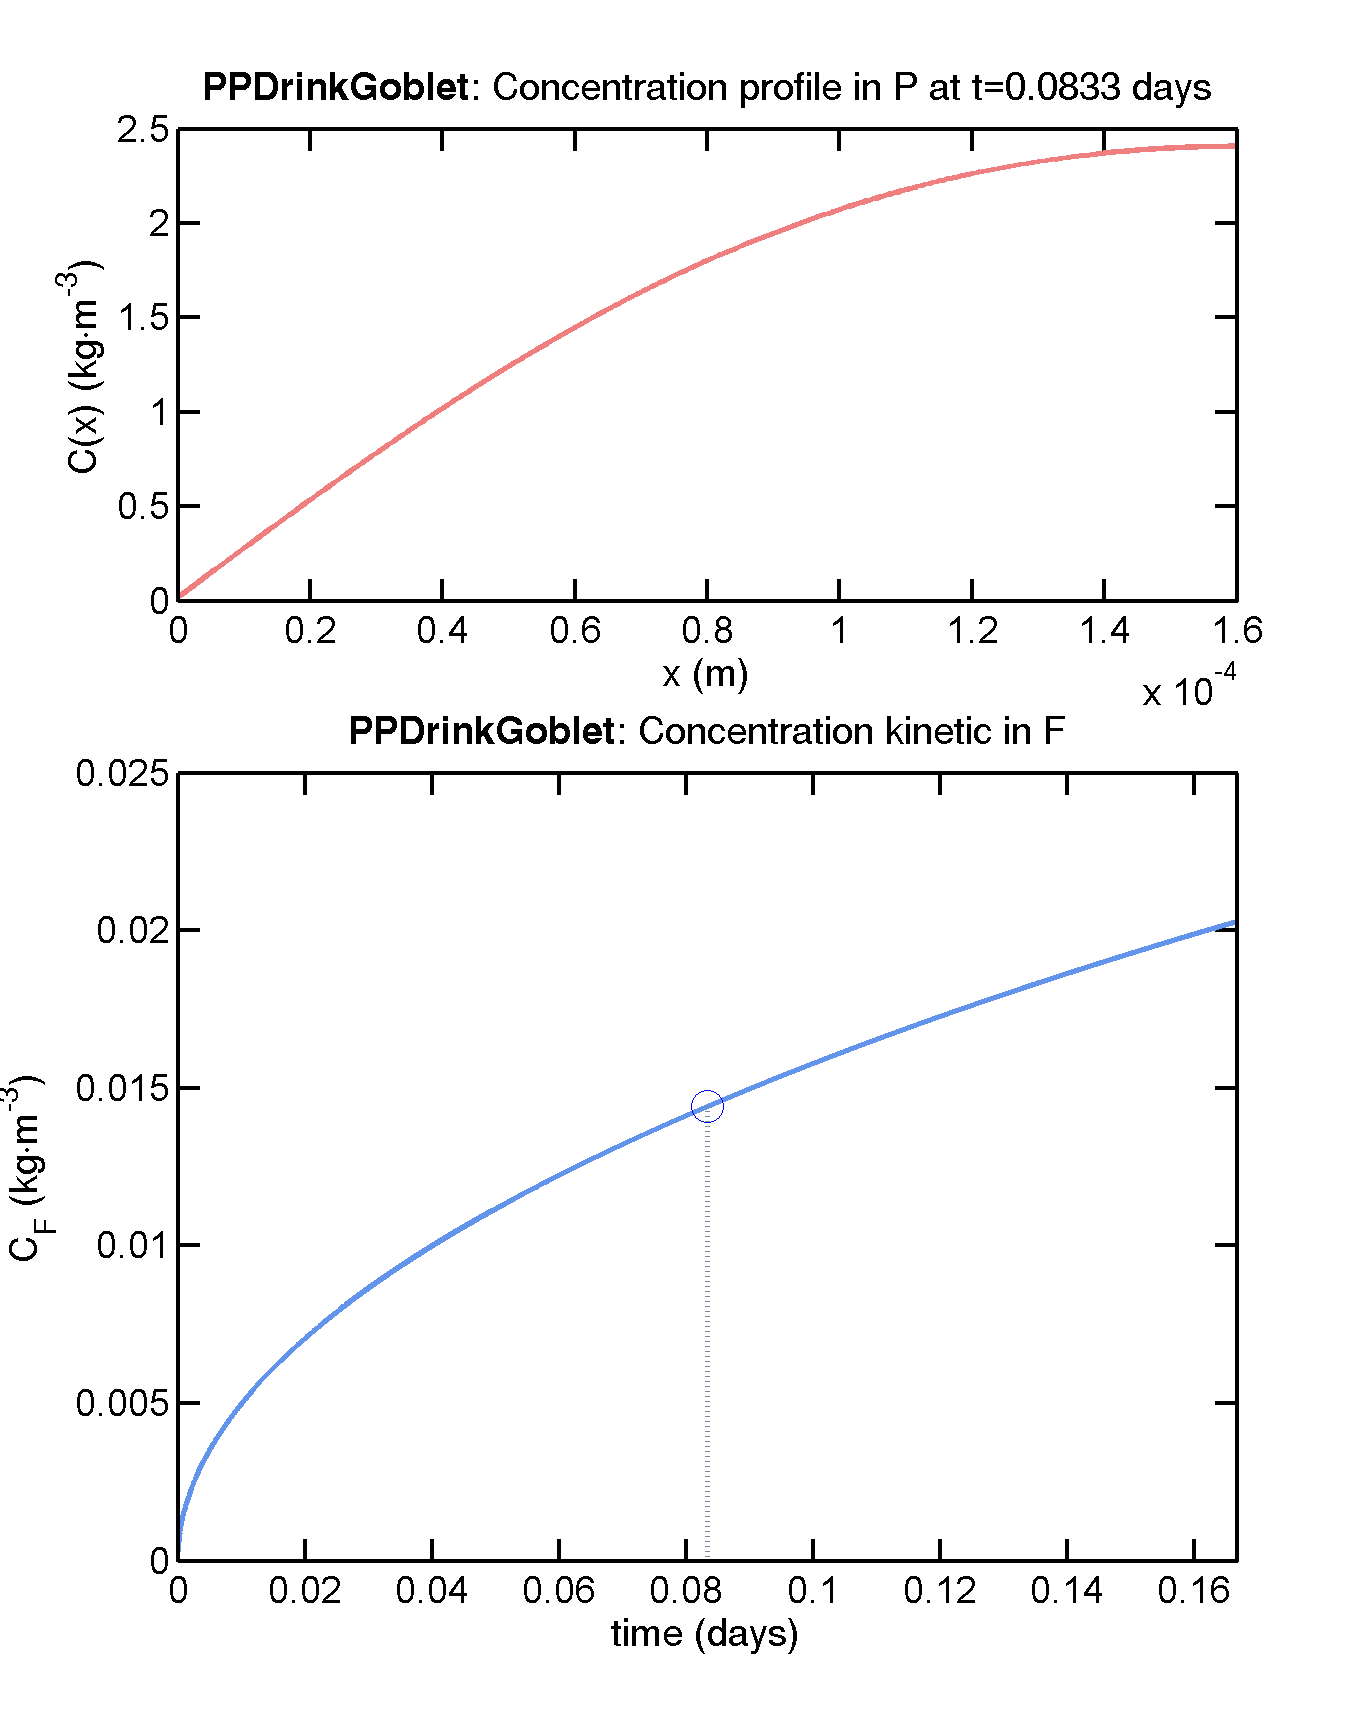 PPDrinkGoblet: Concentration profile in P at t=0.0833 days
2.5
2
1.5
1
0.5
0
C(x) (kg·m⁻³)
0 0.2 0.4 0.6 0.8 1 1.2 1.4 1.6
x (m)
x 10⁻⁴
PPDrinkGoblet: Concentration kinetic in F
0.025
0.02
0.015
0.01
0.005
0
C_F (kg·m⁻³)
0 0.02 0.04 0.06 0.08 0.1 0.12 0.14 0.16
time (days)